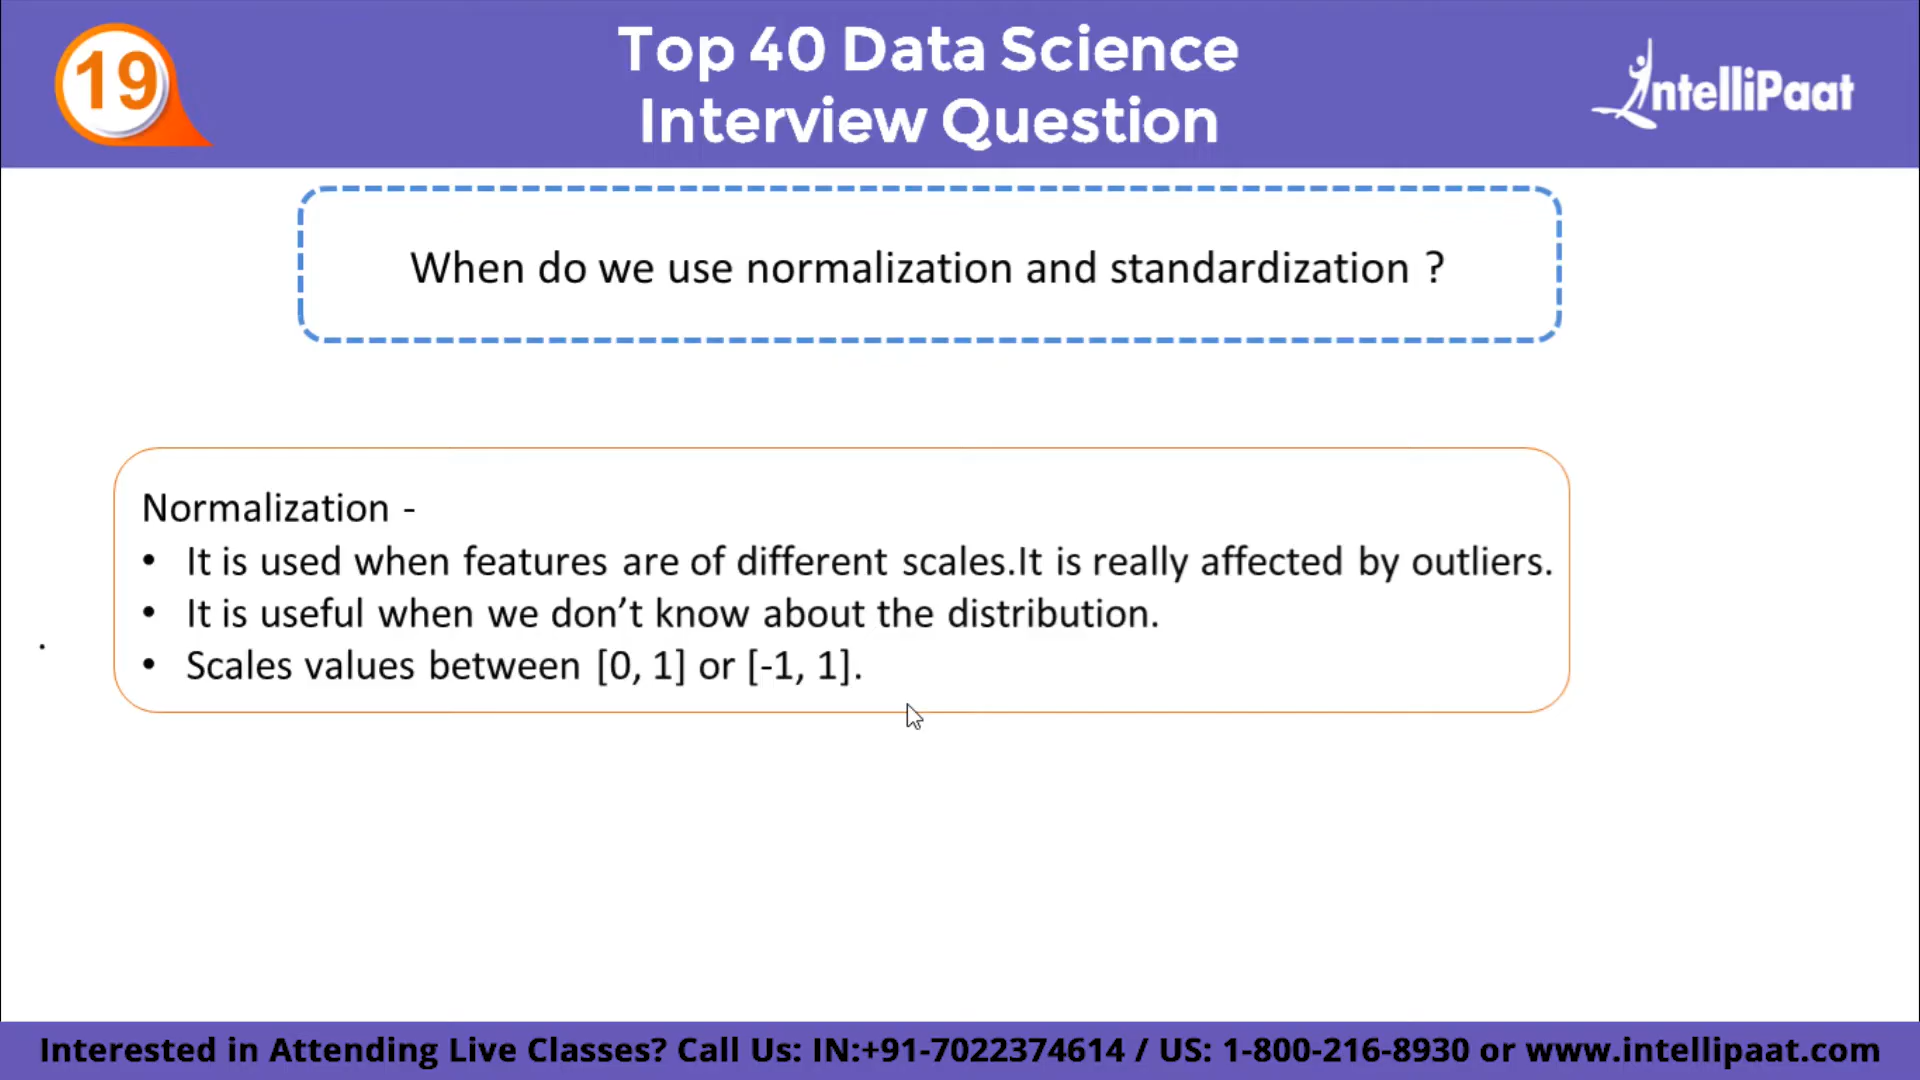 19
Top 40 Data Science
Interview Question
IntelliPaat
When do we use normalization and standardization ?
Normalization -
• It is used when features are of different scales.It is really affected by outliers.
• It is useful when we don’t know about the distribution.
• Scales values between [0, 1] or [-1, 1].
.
Interested in Attending Live Classes? Call Us: IN:+91-7022374614 / US: 1-800-216-8930 or www.intellipaat.com